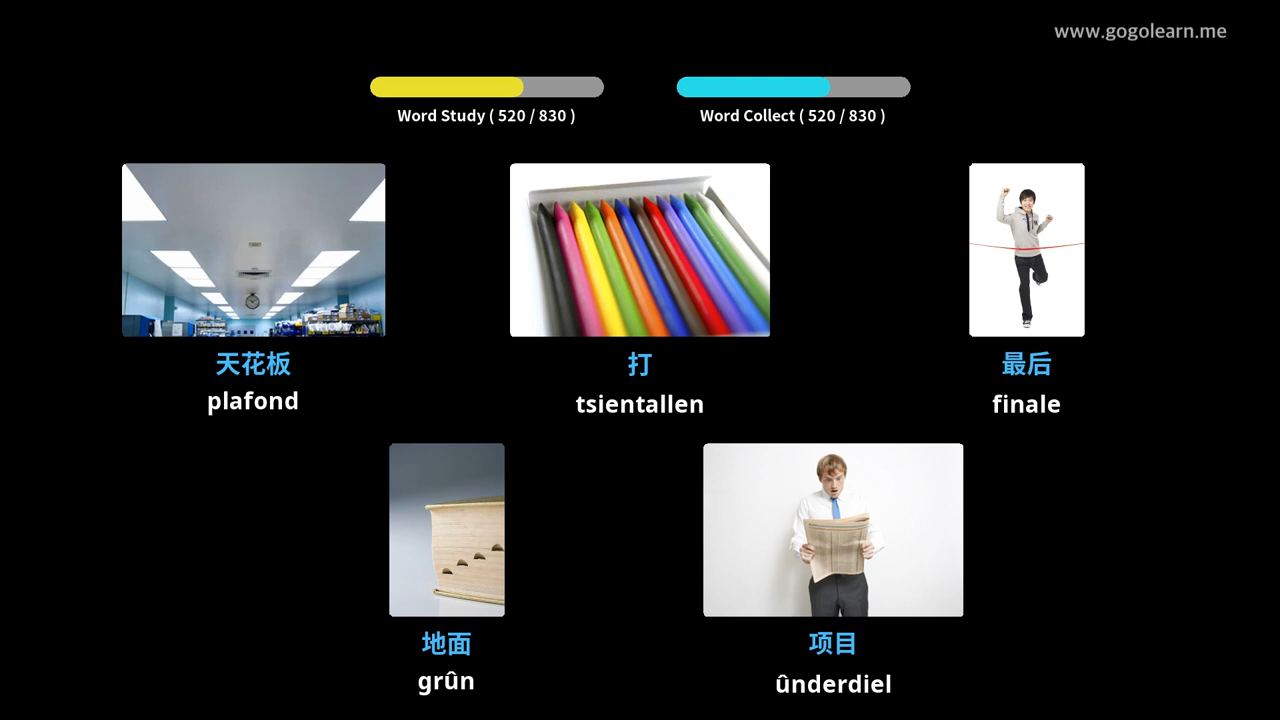 www.gogolearn.me
Word Study ( 520 / 830 )
Word Collect ( 520 / 830 )
天花板
plafond
打
tsientallen
最后
finale
地面
grûn
项目
ûnderdiel